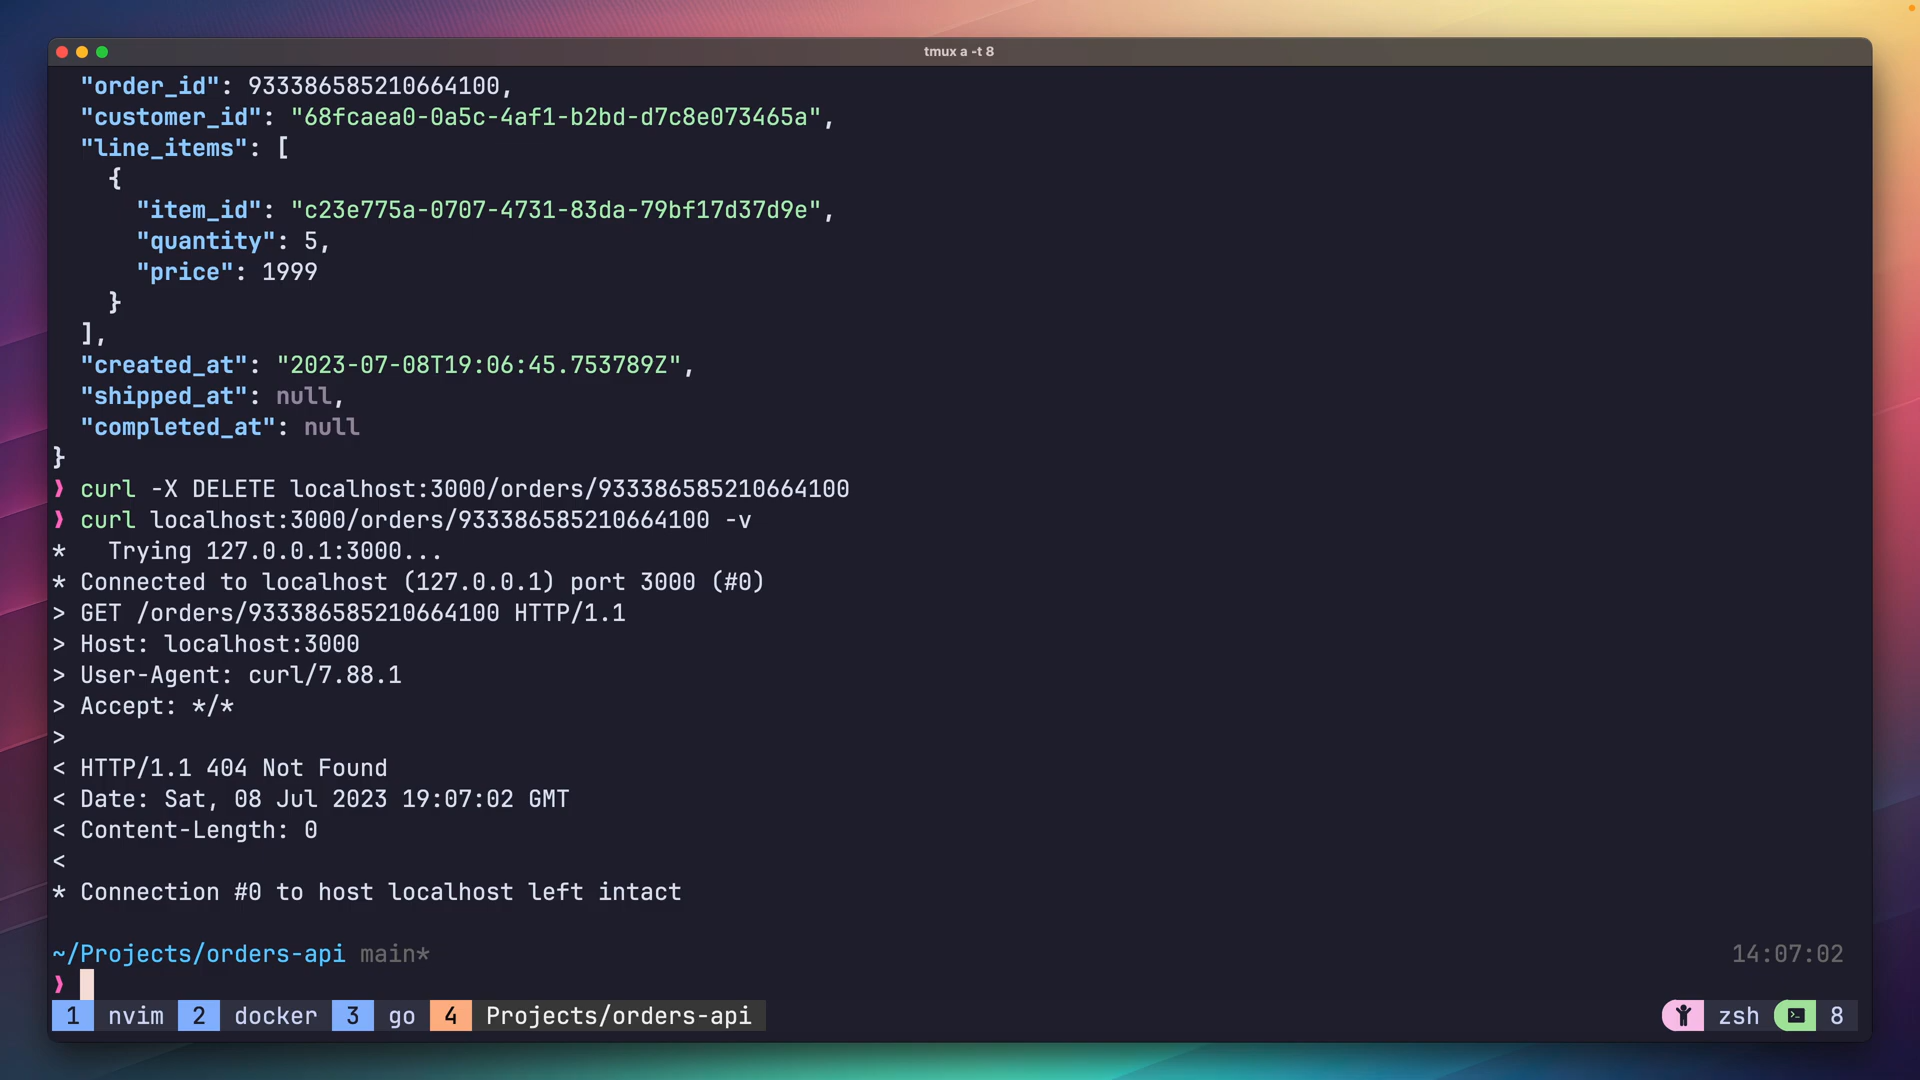 tmux a -t 8
"order_id": 933386585210664100,
"customer_id": "68fcaea0-0a5c-4af1-b2bd-d7c8e073465a",
"line_items": [
{
"item_id": "c23e775a-0707-4731-83da-79bf17d37d9e",
"quantity": 5,
"price": 1999
}
],
"created_at": "2023-07-08T19:06:45.753789Z",
"shipped_at": null,
"completed_at": null
}
❯ curl -X DELETE localhost:3000/orders/933386585210664100
❯ curl localhost:3000/orders/933386585210664100 -v
*   Trying 127.0.0.1:3000...
* Connected to localhost (127.0.0.1) port 3000 (#0)
> GET /orders/933386585210664100 HTTP/1.1
> Host: localhost:3000
> User-Agent: curl/7.88.1
> Accept: */*
>
< HTTP/1.1 404 Not Found
< Date: Sat, 08 Jul 2023 19:07:02 GMT
< Content-Length: 0
<
* Connection #0 to host localhost left intact
~/Projects/orders-api main* 14:07:02
❯
1 nvim 2 docker 3 go 4 Projects/orders-api zsh 8